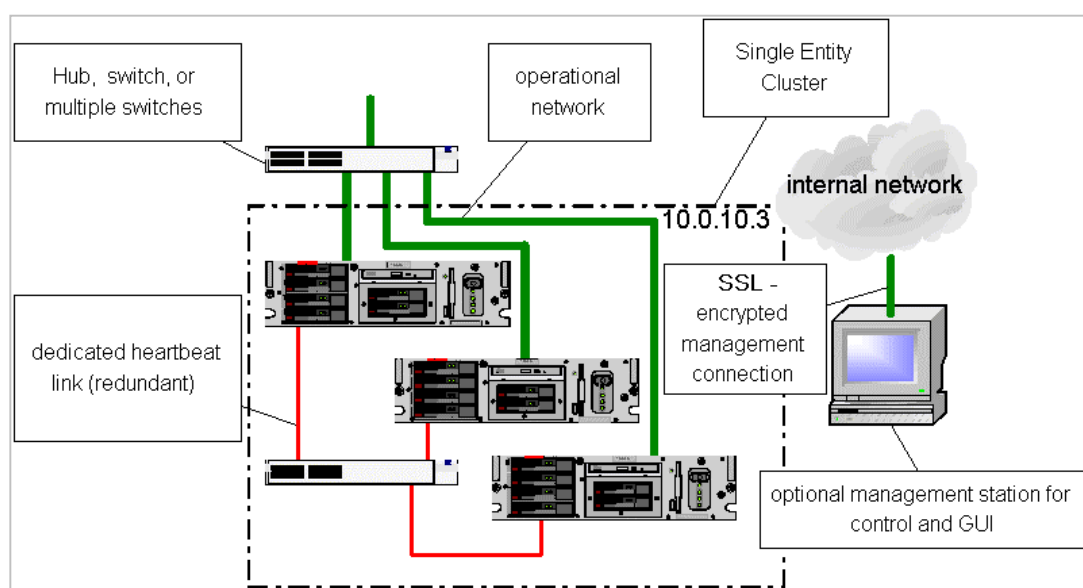 Hub, switch, or
multiple switches
operational
network
Single Entity
Cluster
internal network
10.0.10.3
SSL -
encrypted
management
connection
dedicated heartbeat
link (redundant)
optional management station for
control and GUI